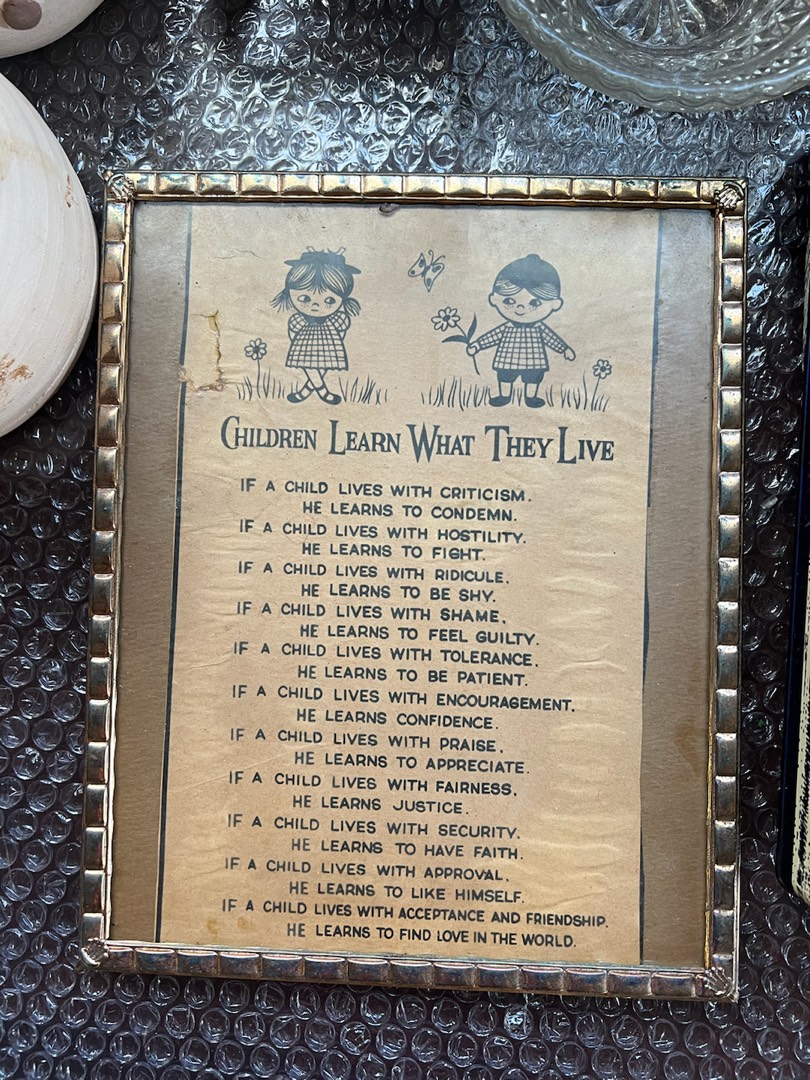 CHILDREN LEARN WHAT THEY LIVE
IF A CHILD LIVES WITH CRITICISM.
HE LEARNS TO CONDEMN.
IF A CHILD LIVES WITH HOSTILITY.
HE LEARNS TO FIGHT.
IF A CHILD LIVES WITH RIDICULE,
HE LEARNS TO BE SHY.
IF A CHILD LIVES WITH SHAME,
HE LEARNS TO FEEL GUILTY.
IF A CHILD LIVES WITH TOLERANCE,
HE LEARNS TO BE PATIENT.
IF A CHILD LIVES WITH ENCOURAGEMENT,
HE LEARNS CONFIDENCE.
IF A CHILD LIVES WITH PRAISE,
HE LEARNS TO APPRECIATE.
IF A CHILD LIVES WITH FAIRNESS,
HE LEARNS JUSTICE.
IF A CHILD LIVES WITH SECURITY,
HE LEARNS TO HAVE FAITH.
IF A CHILD LIVES WITH APPROVAL,
HE LEARNS TO LIKE HIMSELF.
IF A CHILD LIVES WITH ACCEPTANCE AND FRIENDSHIP.
HE LEARNS TO FIND LOVE IN THE WORLD.